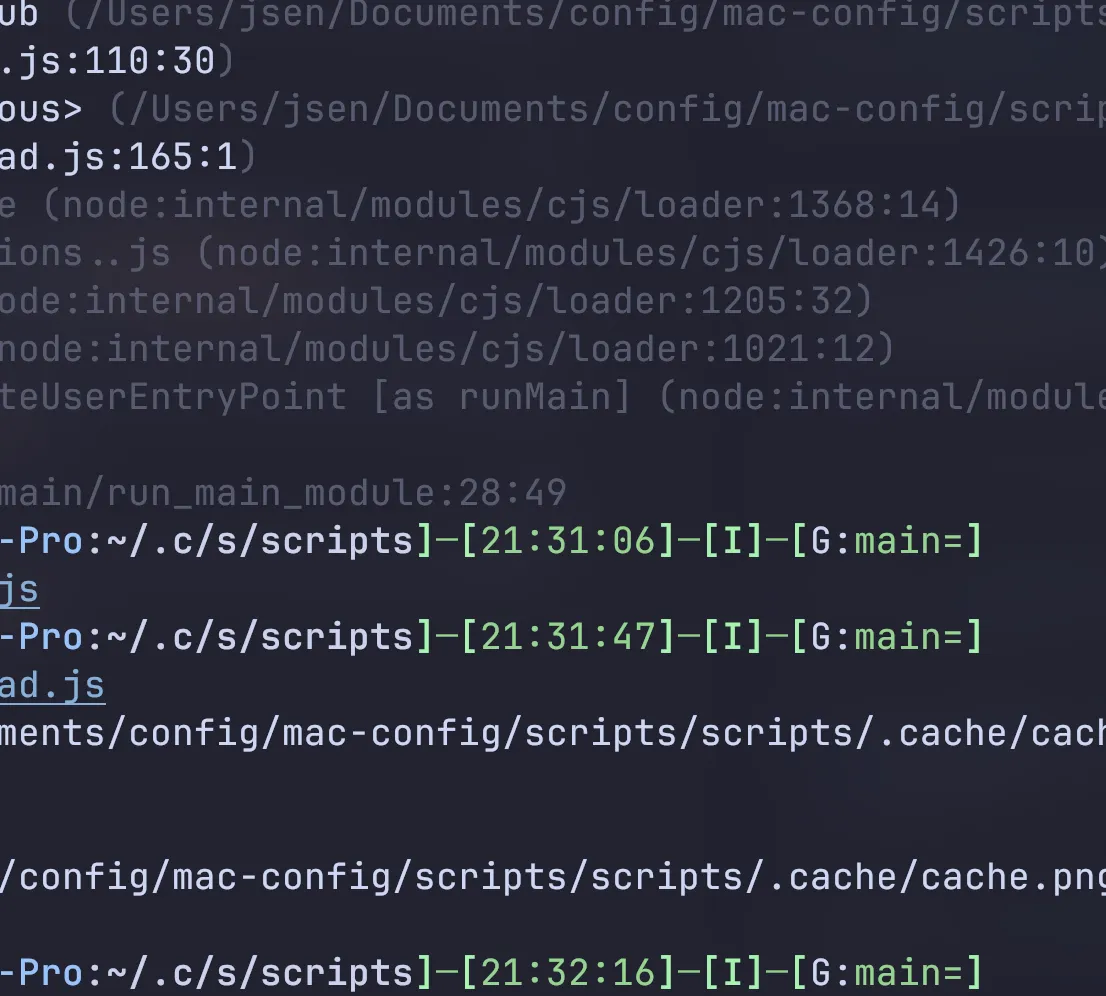 ub (/Users/jsen/Documents/config/mac-config/scripts
.js:110:30)
ous> (/Users/jsen/Documents/config/mac-config/scrip
ad.js:165:1)
e (node:internal/modules/cjs/loader:1368:14)
ions..js (node:internal/modules/cjs/loader:1426:10)
ode:internal/modules/cjs/loader:1205:32)
node:internal/modules/cjs/loader:1021:12)
teUserEntryPoint [as runMain] (node:internal/module
main/run_main_module:28:49
-Pro:~/.c/s/scripts]─[21:31:06]─[I]─[G:main=]
js
-Pro:~/.c/s/scripts]─[21:31:47]─[I]─[G:main=]
ad.js
ments/config/mac-config/scripts/scripts/.cache/cach
/config/mac-config/scripts/scripts/.cache/cache.png
-Pro:~/.c/s/scripts]─[21:32:16]─[I]─[G:main=]